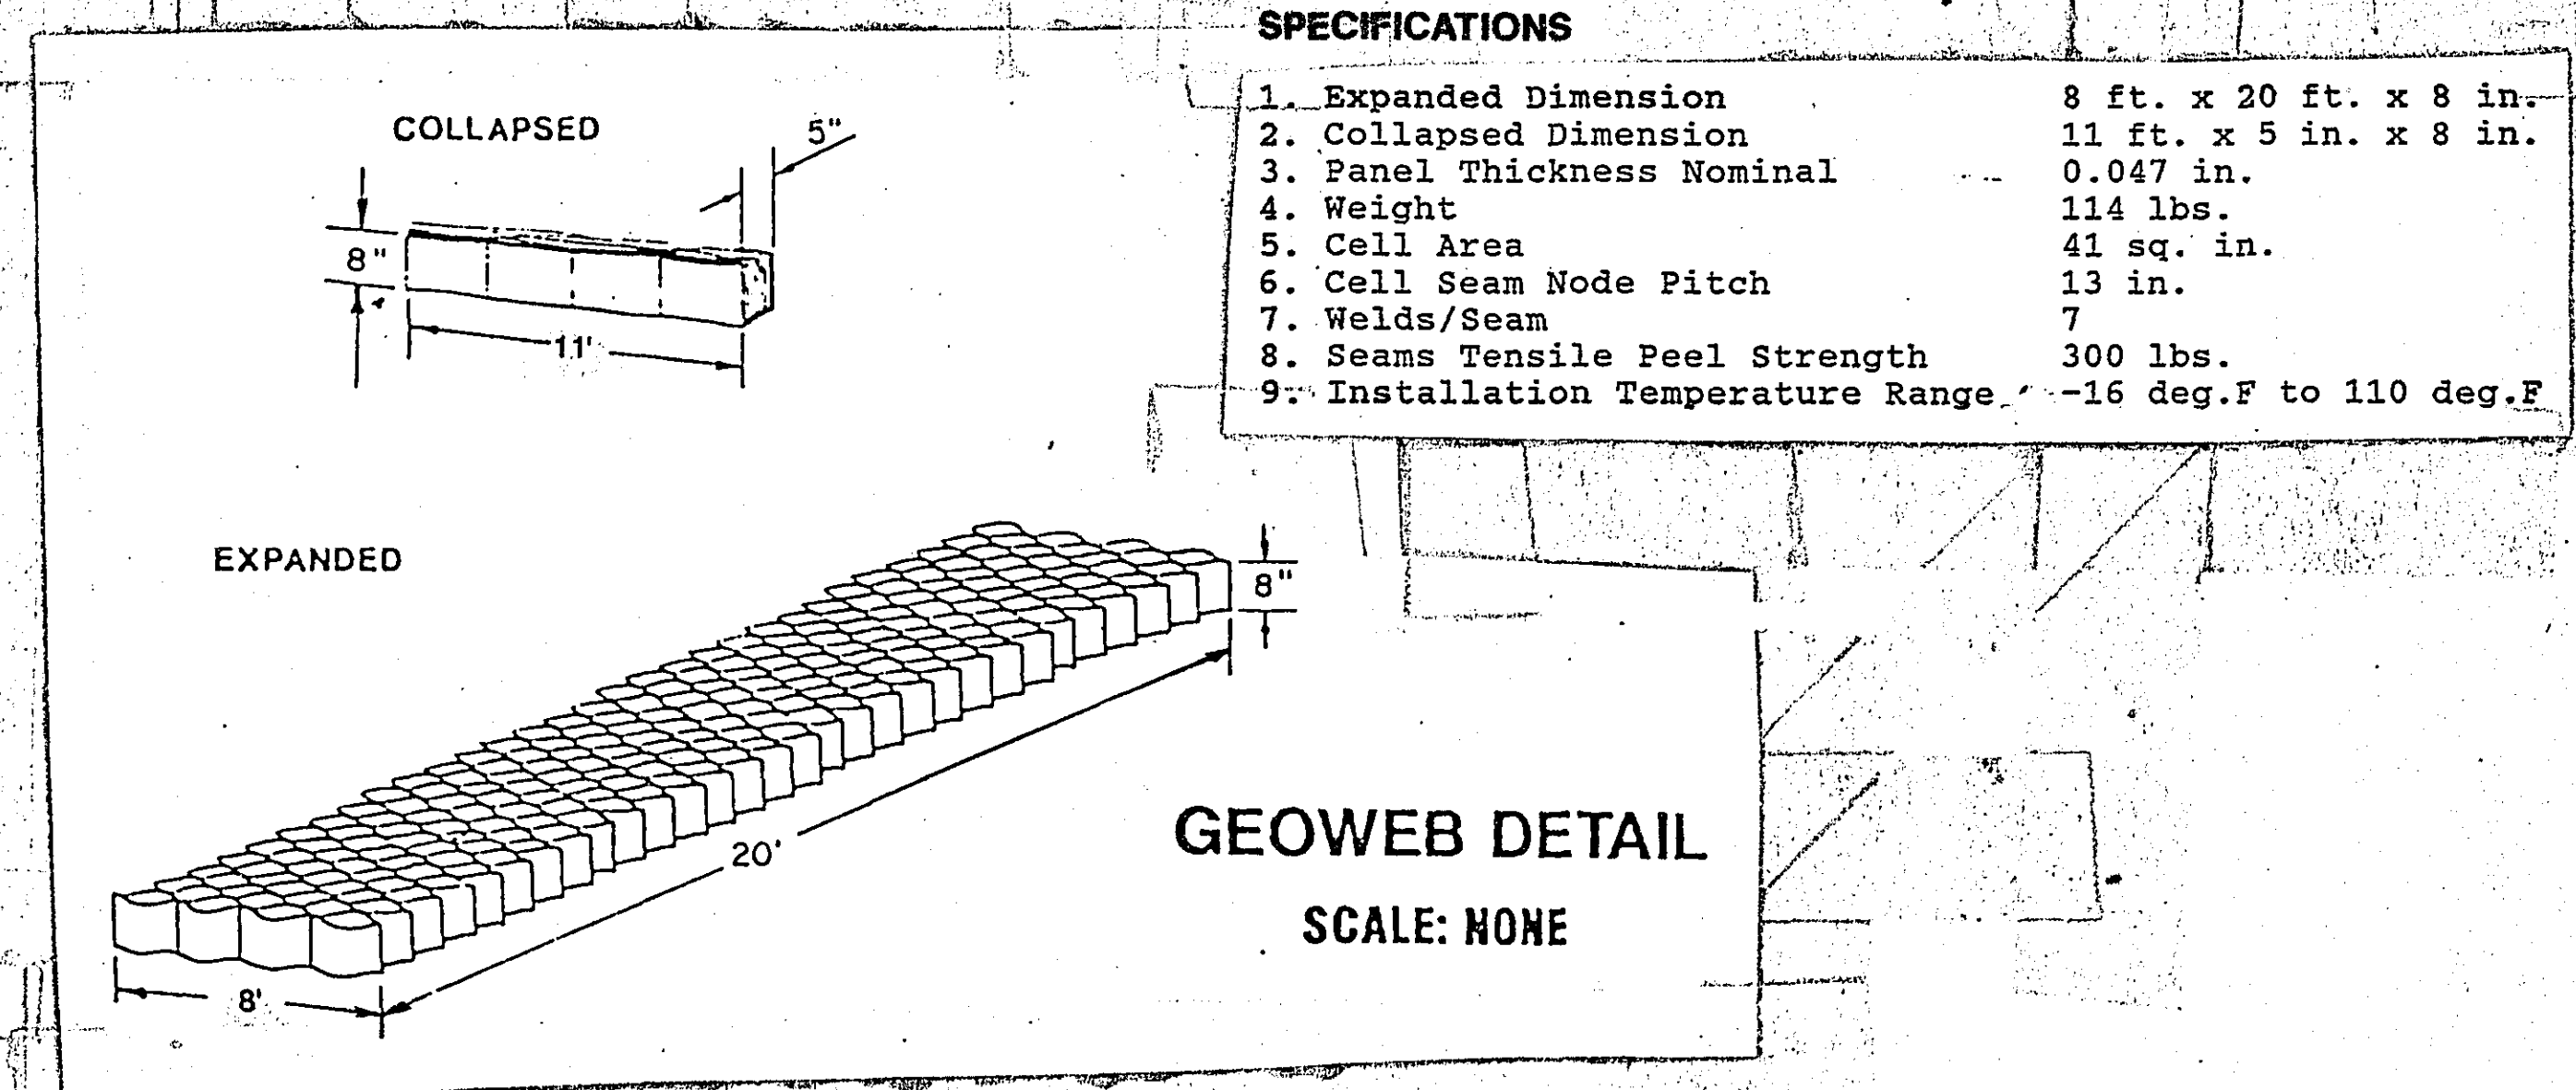 SPECIFICATIONS
1. Expanded Dimension 8 ft. x 20 ft. x 8 in.
2. Collapsed Dimension 11 ft. x 5 in. x 8 in.
3. Panel Thickness Nominal 0.047 in.
4. Weight 114 lbs.
5. Cell Area 41 sq. in.
6. Cell Seam Node Pitch 13 in.
7. Welds/Seam 7
8. Seams Tensile Peel Strength 300 lbs.
9. Installation Temperature Range -16 deg.F to 110 deg.F
COLLAPSED
5"
8"
11'
EXPANDED
8"
20'
8'
GEOWEB DETAIL
SCALE: NONE